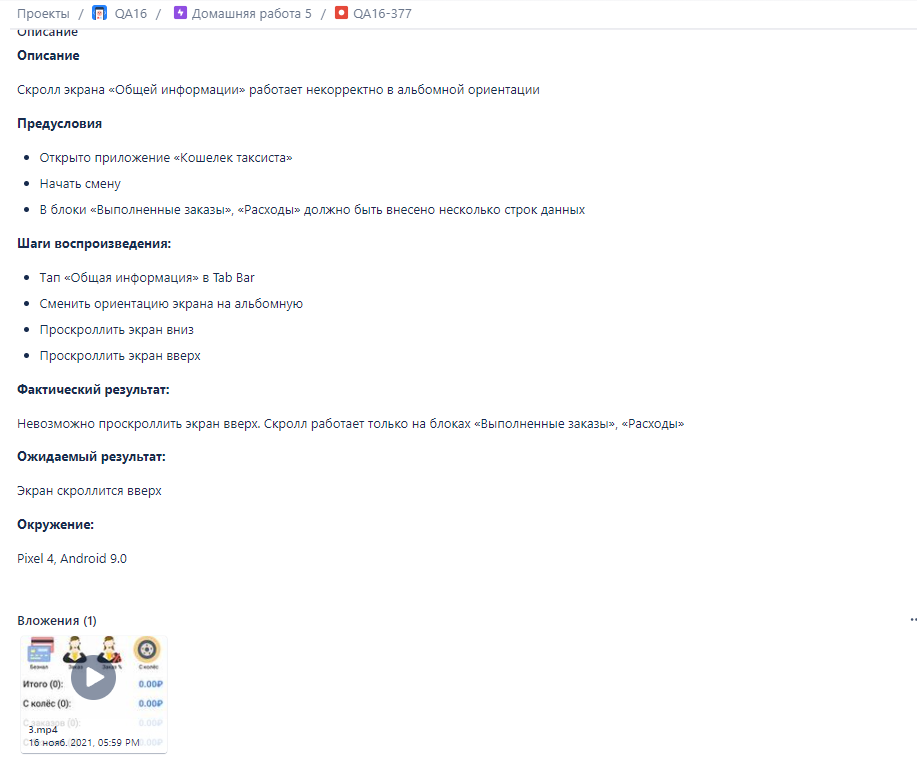 Проекты / QA16 / Домашняя работа 5 / QA16-377
Описание
Описание
Скролл экрана «Общей информации» работает некорректно в альбомной ориентации
Предусловия
Открыто приложение «Кошелек таксиста»
Начать смену
В блоки «Выполненные заказы», «Расходы» должно быть внесено несколько строк данных
Шаги воспроизведения:
Тап «Общая информация» в Tab Bar
Сменить ориентацию экрана на альбомную
Проскроллить экран вниз
Проскроллить экран вверх
Фактический результат:
Невозможно проскроллить экран вверх. Скролл работает только на блоках «Выполненные заказы», «Расходы»
Ожидаемый результат:
Экран скроллится вверх
Окружение:
Pixel 4, Android 9.0
Вложения (1)
Безнал Заказ Заказ % С колёс
Итого (0): 0.00₽
С колёс (0): 0.00₽
С заказов (0): 0.00₽
3.mp4
16 нояб. 2021, 05:59 PM